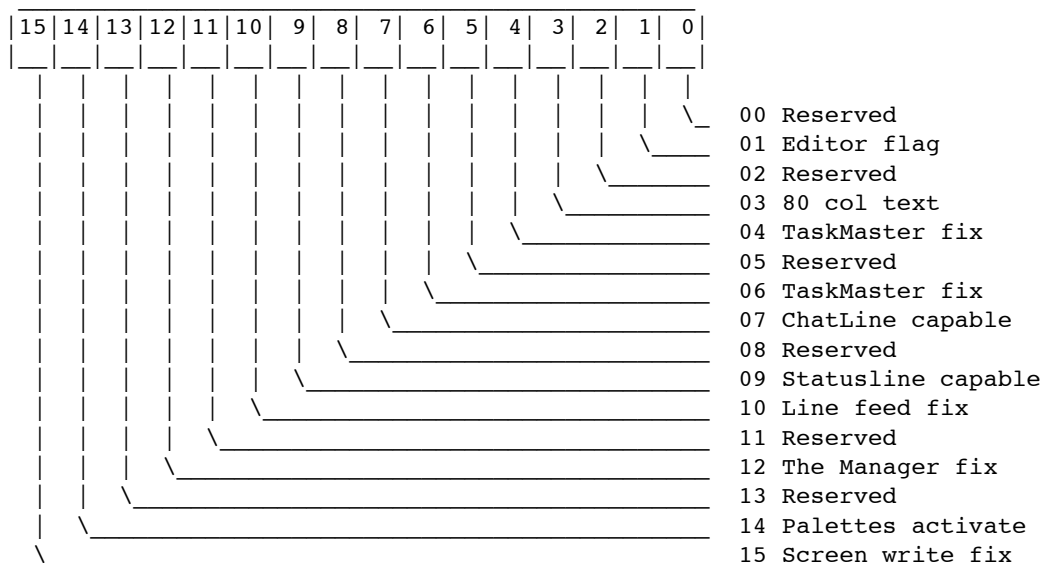 15 14 13 12 11 10 9 8 7 6 5 4 3 2 1 0
00 Reserved
01 Editor flag
02 Reserved
03 80 col text
04 TaskMaster fix
05 Reserved
06 TaskMaster fix
07 ChatLine capable
08 Reserved
09 Statusline capable
10 Line feed fix
11 Reserved
12 The Manager fix
13 Reserved
14 Palettes activate
15 Screen write fix